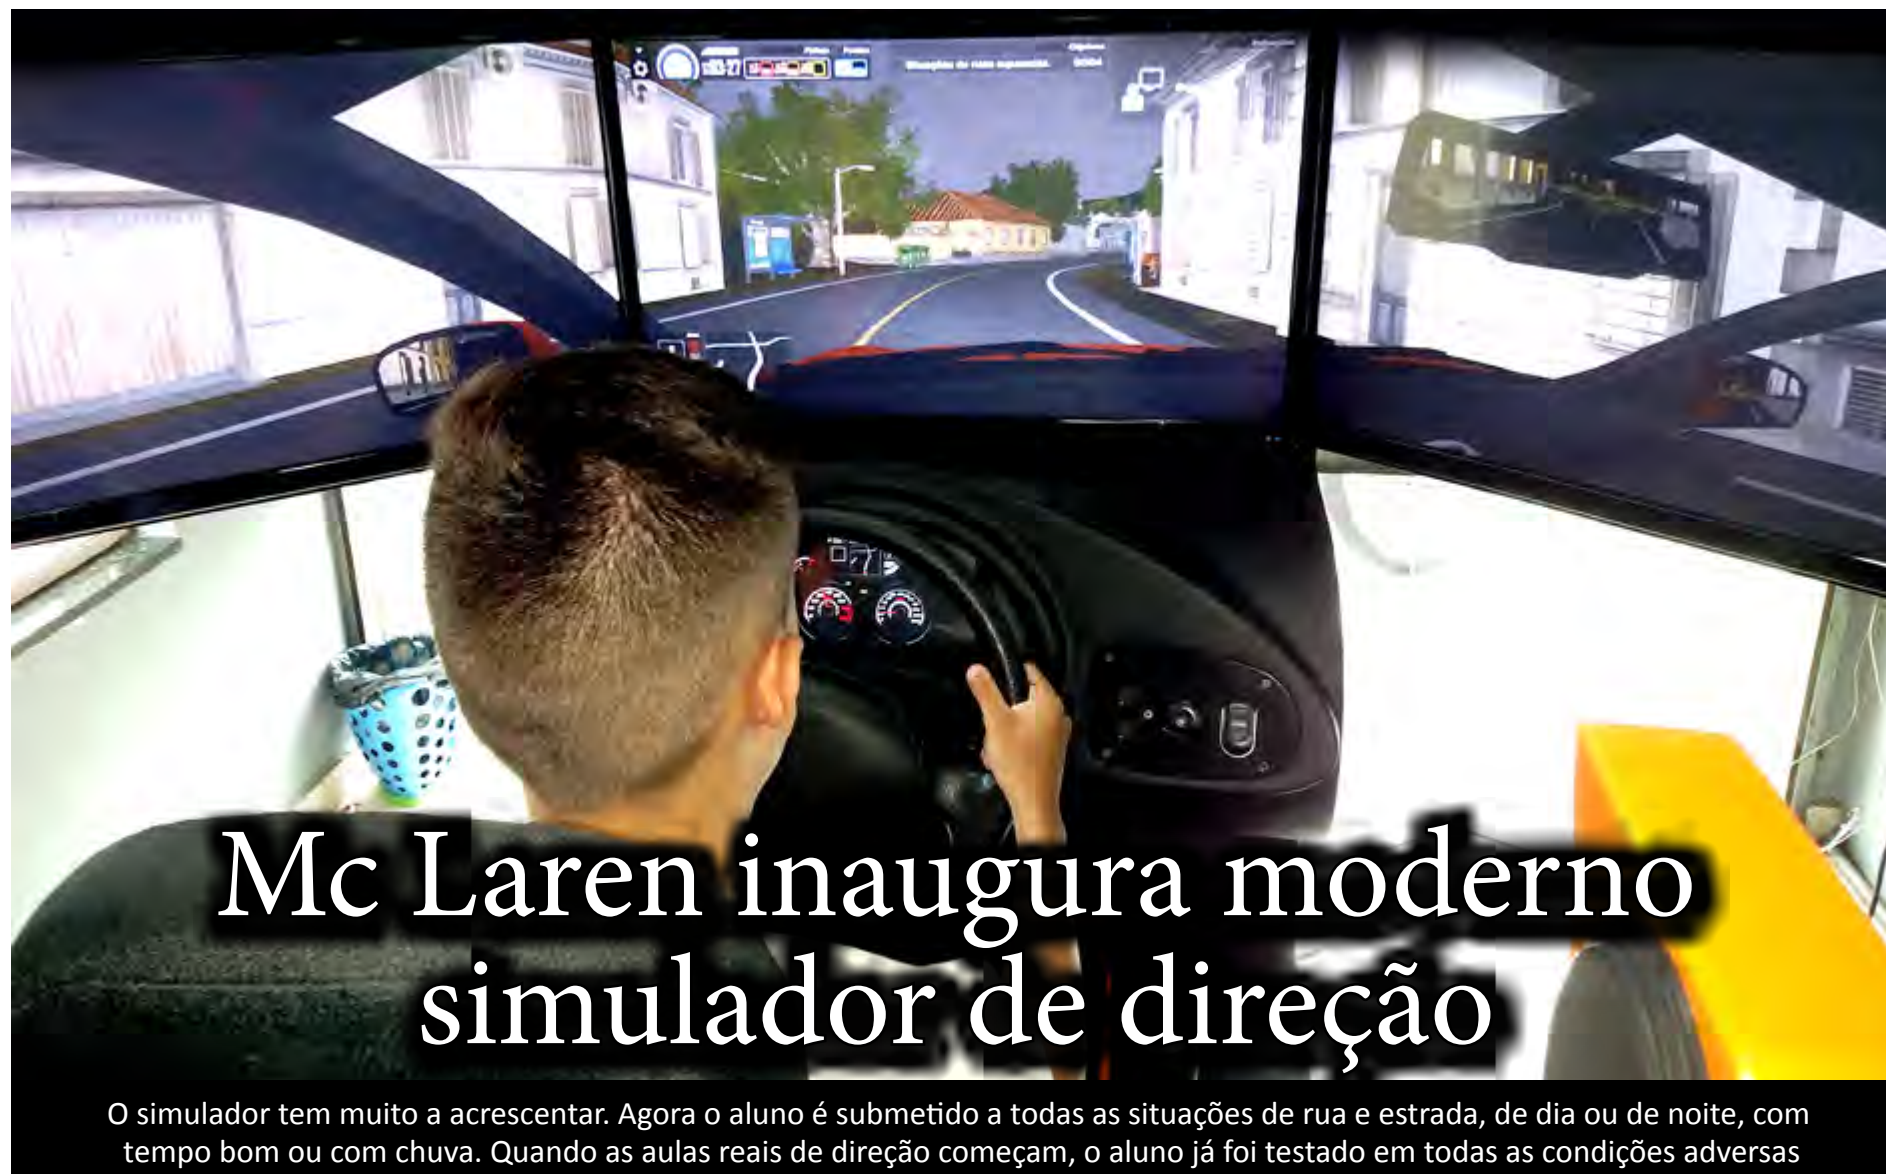 Mc Laren inaugura moderno
simulador de direção
O simulador tem muito a acrescentar. Agora o aluno é submetido a todas as situações de rua e estrada, de dia ou de noite, com
tempo bom ou com chuva. Quando as aulas reais de direção começam, o aluno já foi testado em todas as condições adversas